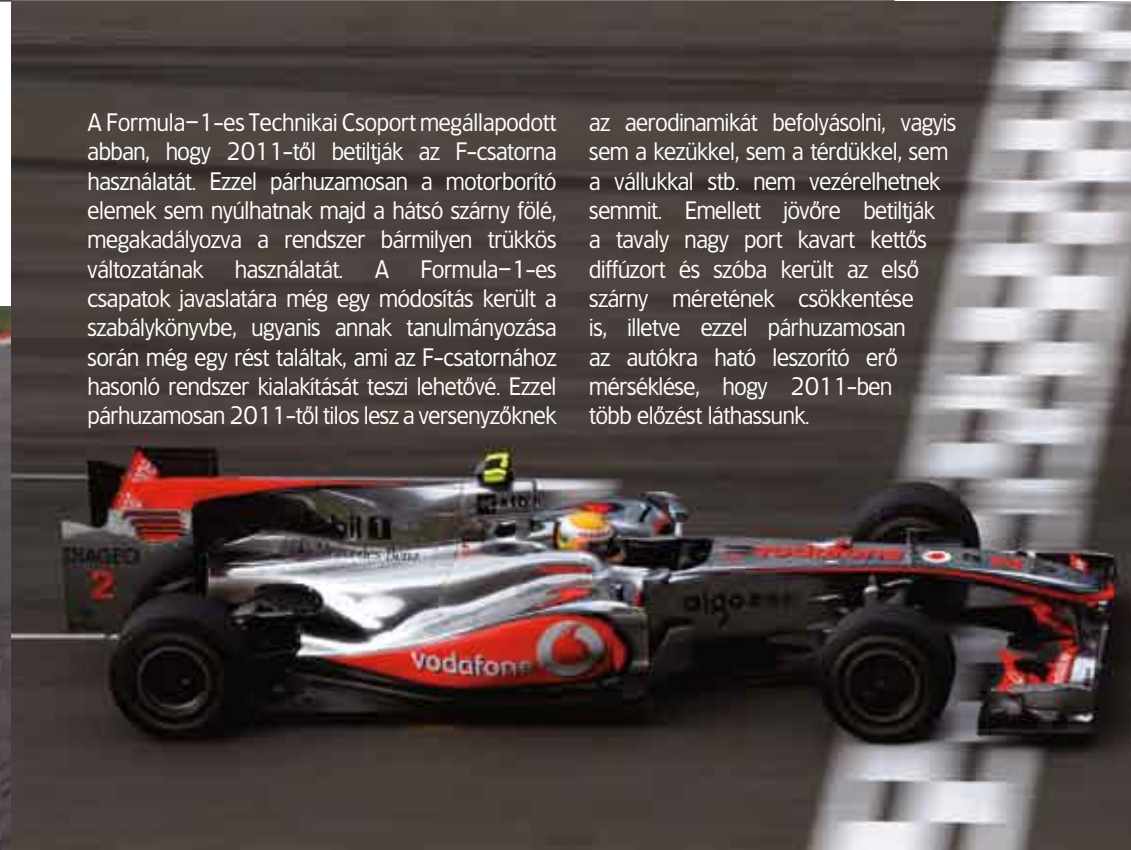 A Formula–1-es Technikai Csoport megállapodott
abban, hogy 2011-től betiltják az F-csatorna
használatát. Ezzel párhuzamosan a motorborító
elemek sem nyúlhatnak majd a hátsó szárny fölé,
megakadályozva a rendszer bármilyen trükkös
változatának használatát. A Formula–1-es
csapatok javaslatára még egy módosítás került a
szabálykönyvbe, ugyanis annak tanulmányozása
során még egy rést találtak, ami az F-csatornához
hasonló rendszer kialakítását teszi lehetővé. Ezzel
párhuzamosan 2011-től tilos lesz a versenyzőknek
az aerodinamikát befolyásolni, vagyis
sem a kezükkel, sem a térdükkel, sem
a vállukkal stb. nem vezérelhetnek
semmit. Emellett jövőre betiltják
a tavaly nagy port kavart kettős
diffúzort és szóba került az első
szárny méretének csökkentése
is, illetve ezzel párhuzamosan
az autókra ható leszorító erő
mérséklése, hogy 2011-ben
több előzést láthassunk.
2
vodafone
vodafone